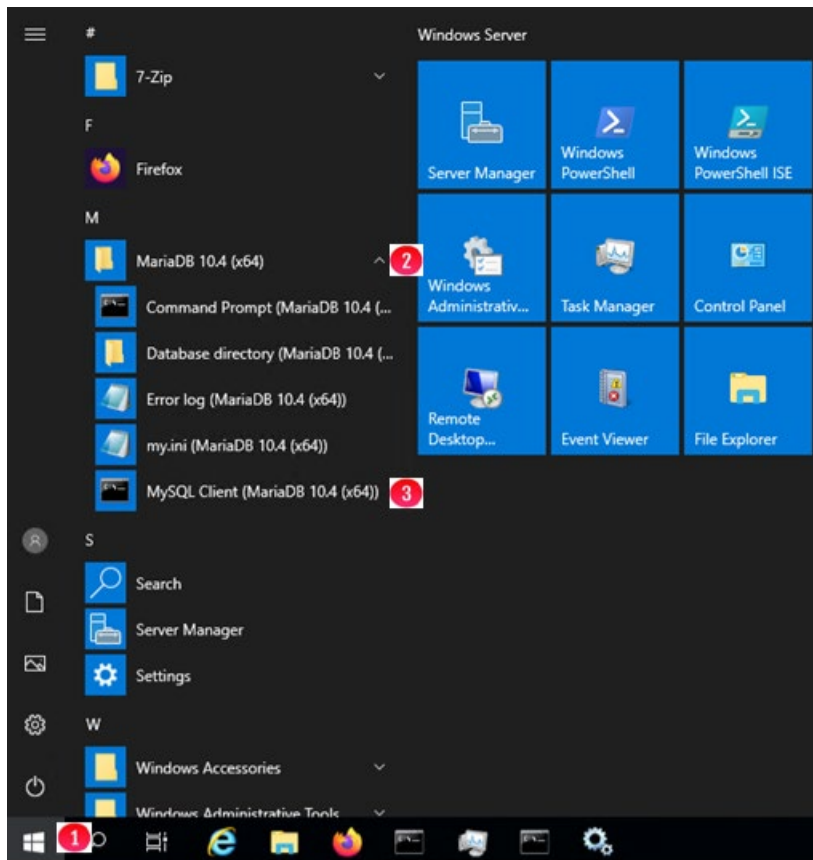 #
7-Zip
F
Firefox
M
MariaDB 10.4 (x64)
2
Command Prompt (MariaDB 10.4 (...
Database directory (MariaDB 10.4 (...
Error log (MariaDB 10.4 (x64))
my.ini (MariaDB 10.4 (x64))
MySQL Client (MariaDB 10.4 (x64))
3
S
Search
Server Manager
Settings
W
Windows Accessories
Windows Administrative Tools
1
Windows Server
Server Manager
Windows
PowerShell
Windows
PowerShell ISE
Windows
Administrativ...
Task Manager
Control Panel
Remote
Desktop...
Event Viewer
File Explorer